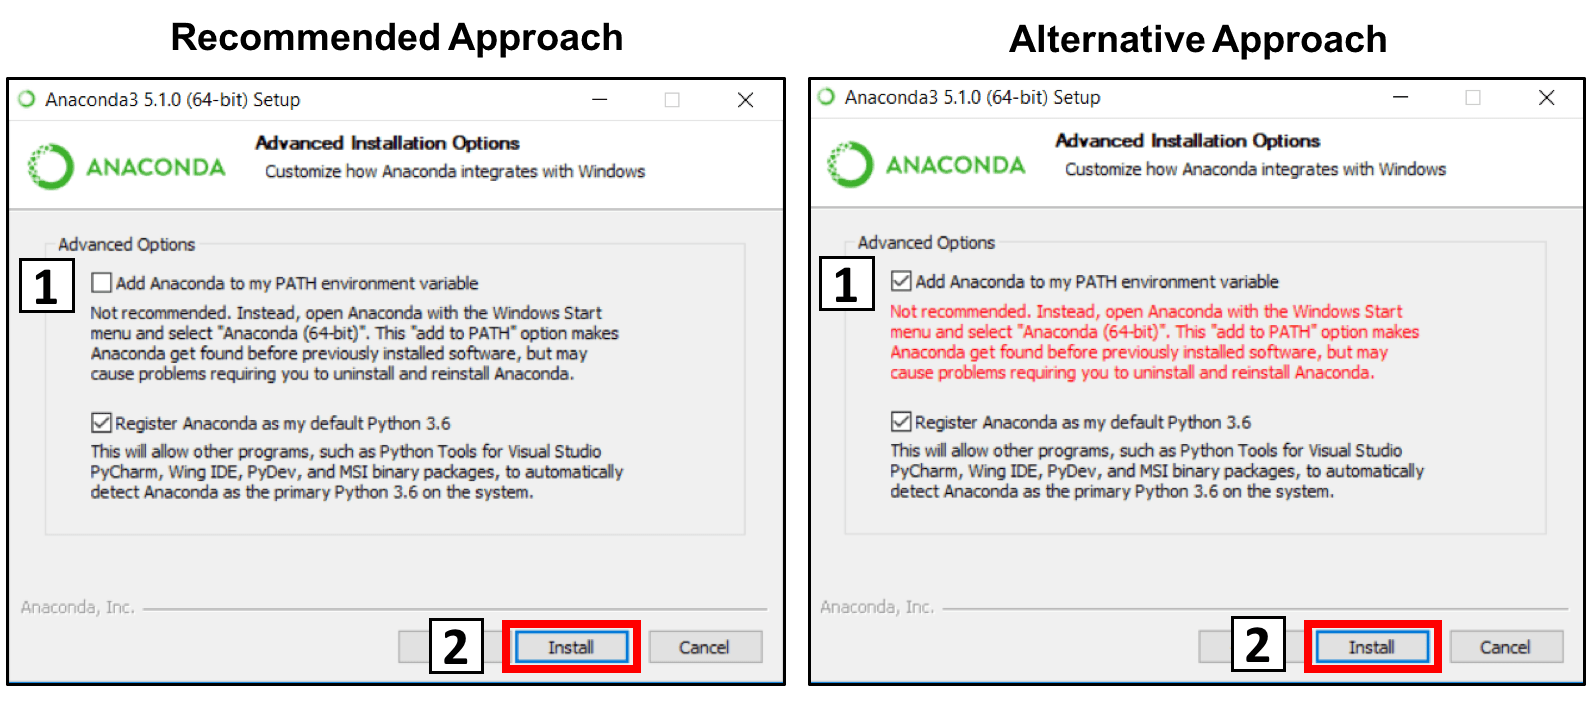 Recommended Approach
Anaconda3 5.1.0 (64-bit) Setup
ANACONDA
Advanced Installation Options
Customize how Anaconda integrates with Windows
Advanced Options
1
Add Anaconda to my PATH environment variable
Not recommended. Instead, open Anaconda with the Windows Start
menu and select "Anaconda (64-bit)". This "add to PATH" option makes
Anaconda get found before previously installed software, but may
cause problems requiring you to uninstall and reinstall Anaconda.
Register Anaconda as my default Python 3.6
This will allow other programs, such as Python Tools for Visual Studio
PyCharm, Wing IDE, PyDev, and MSI binary packages, to automatically
detect Anaconda as the primary Python 3.6 on the system.
Anaconda, Inc.
2
Install
Cancel
Alternative Approach
Anaconda3 5.1.0 (64-bit) Setup
ANACONDA
Advanced Installation Options
Customize how Anaconda integrates with Windows
Advanced Options
1
Add Anaconda to my PATH environment variable
Not recommended. Instead, open Anaconda with the Windows Start
menu and select "Anaconda (64-bit)". This "add to PATH" option makes
Anaconda get found before previously installed software, but may
cause problems requiring you to uninstall and reinstall Anaconda.
Register Anaconda as my default Python 3.6
This will allow other programs, such as Python Tools for Visual Studio
PyCharm, Wing IDE, PyDev, and MSI binary packages, to automatically
detect Anaconda as the primary Python 3.6 on the system.
Anaconda, Inc.
2
Install
Cancel